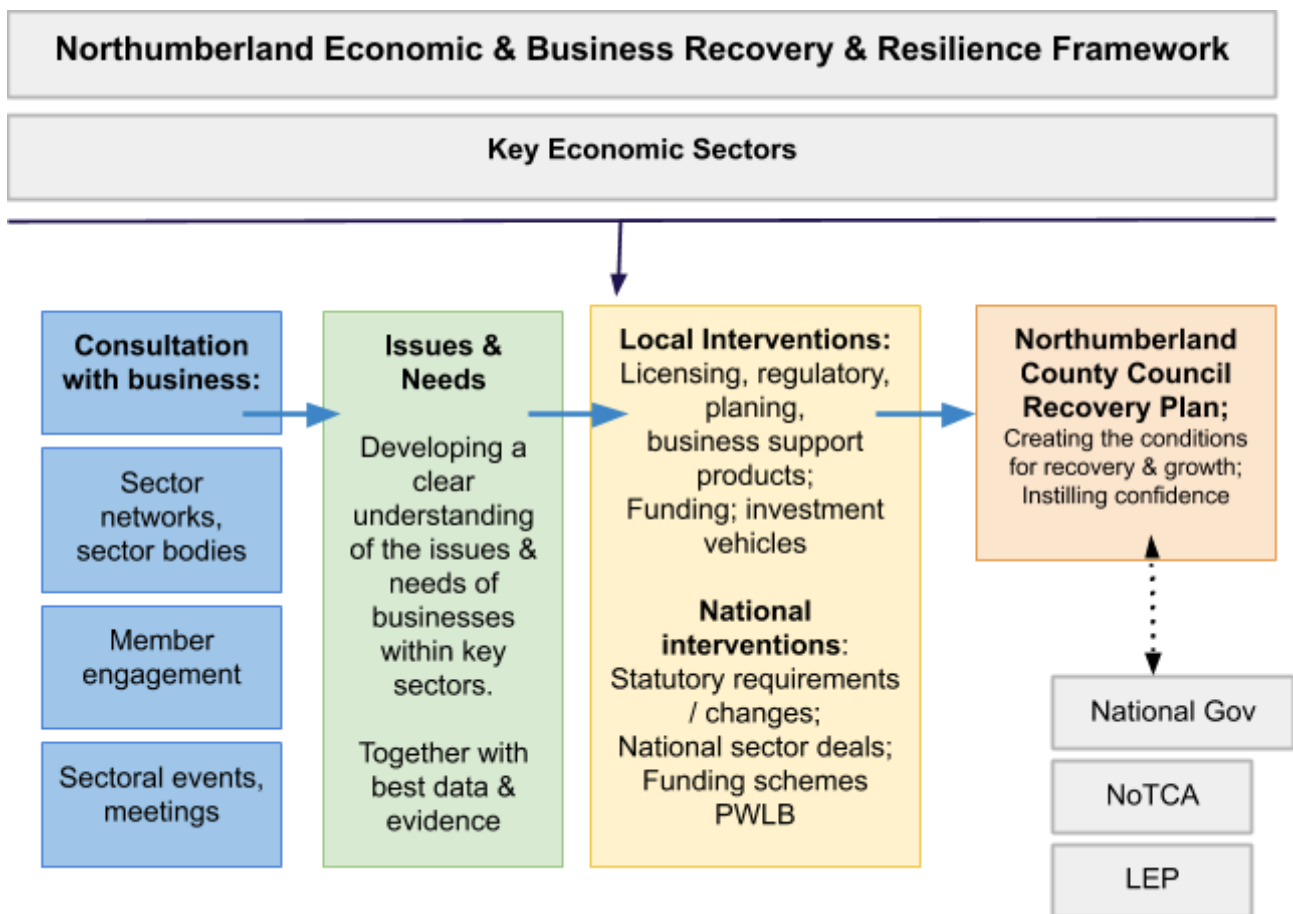 Northumberland Economic & Business Recovery & Resilience Framework
Key Economic Sectors
Consultation
with business:
Sector
networks,
sector bodies
Member
engagement
Sectoral events,
meetings
Issues &
Needs
Developing a
clear
understanding
of the issues &
needs of
businesses
within key
sectors.
Together with
best data &
evidence
Local Interventions:
Licensing, regulatory,
planing,
business support
products;
Funding; investment
vehicles
National
interventions:
Statutory requirements
/ changes;
National sector deals;
Funding schemes
PWLB
Northumberland
County Council
Recovery Plan;
Creating the conditions
for recovery & growth;
Instilling confidence
National Gov
NoTCA
LEP